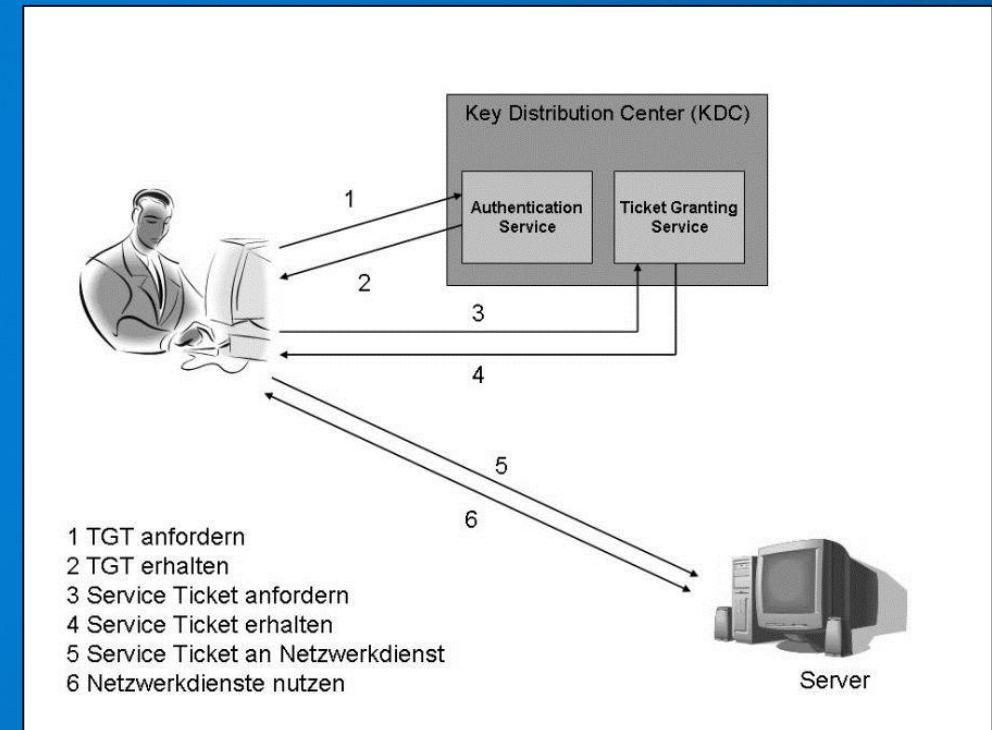 Key Distribution Center (KDC)
Authentication
Service
Ticket Granting
Service
1
2
3
4
5
6
1 TGT anfordern
2 TGT erhalten
3 Service Ticket anfordern
4 Service Ticket erhalten
5 Service Ticket an Netzwerkdienst
6 Netzwerkdienste nutzen
Server